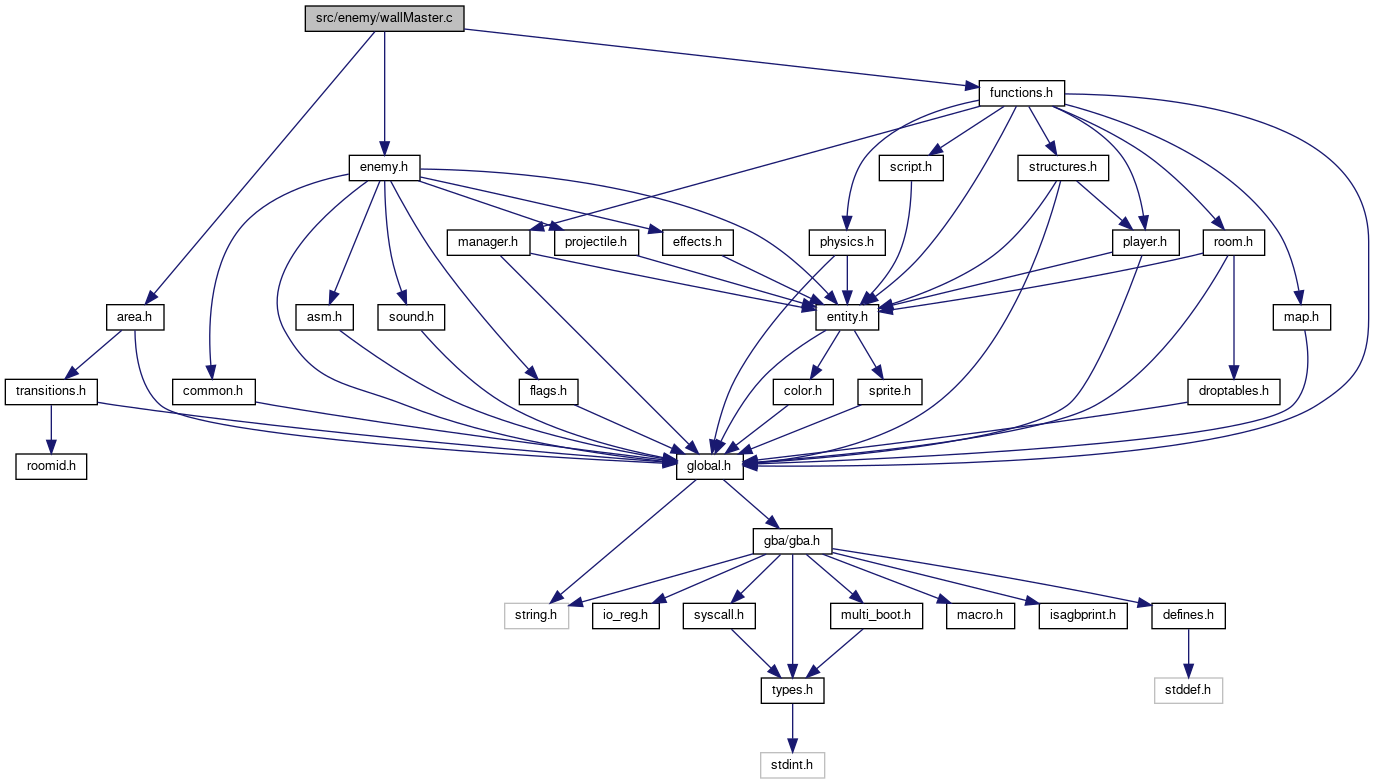 src/enemy/wallMaster.c
functions.h
enemy.h
script.h
structures.h
manager.h
projectile.h
effects.h
physics.h
player.h
room.h
area.h
asm.h
sound.h
entity.h
map.h
transitions.h
common.h
flags.h
color.h
sprite.h
droptables.h
roomid.h
global.h
gba/gba.h
string.h
io_reg.h
syscall.h
multi_boot.h
macro.h
isagbprint.h
defines.h
types.h
stddef.h
stdint.h